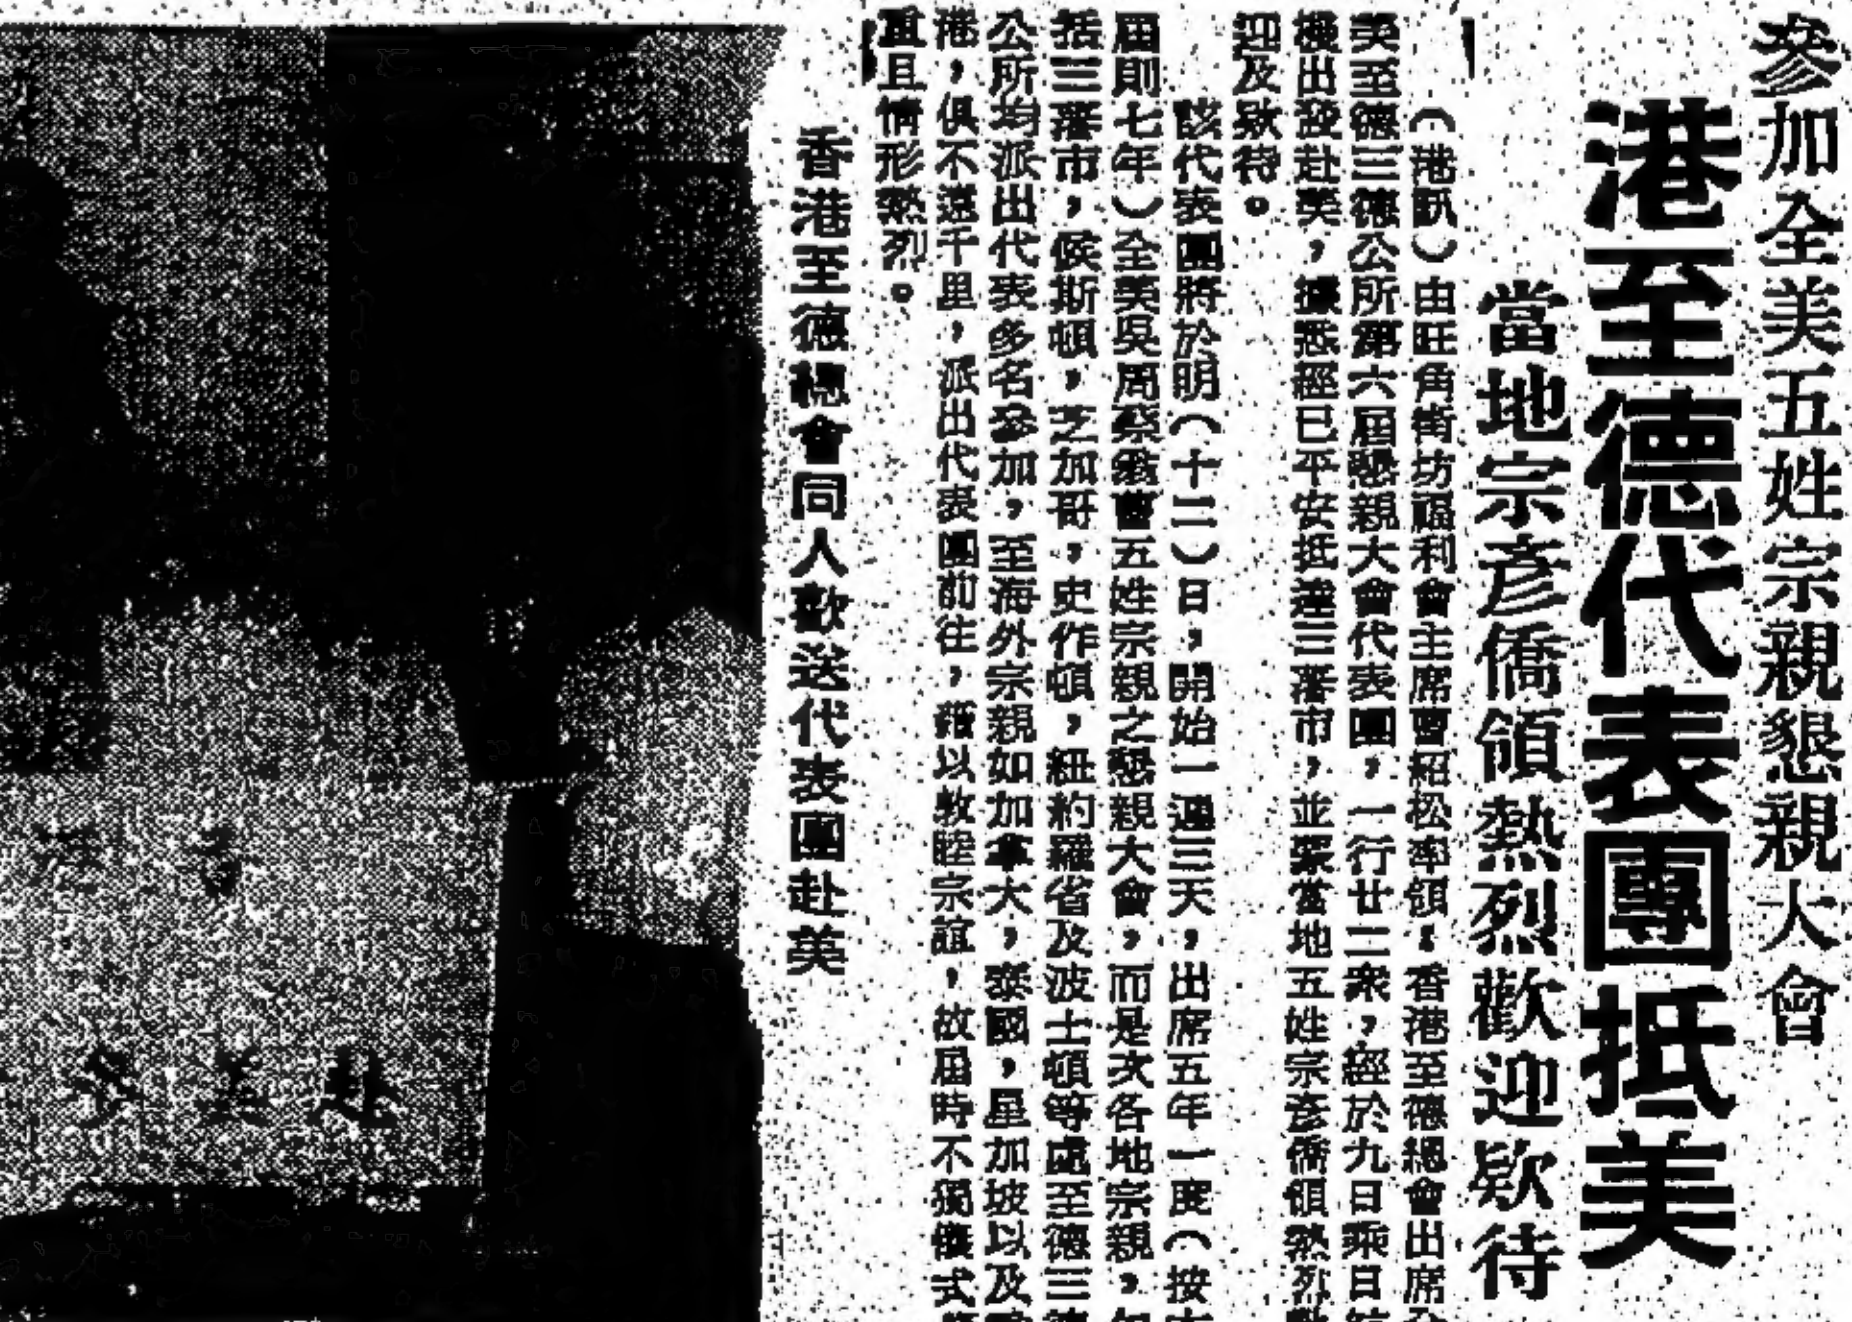 參加全美五姓宗親懇親大會
港至德代表團抵美
當地宗彥僑領熱烈歡迎欵待
（港訊）由旺角街坊福利會主席曹紹松率領，香港至德總會出席
美至德三德公所第六屆懇親大會代表團，一行廿二衆，經於九日乘日航
機出發赴美，據悉經已平安抵達三藩市，並蒙當地五姓宗彥僑領熱烈歡
迎及欵待。
該代表團將於明（十二）日，開始一連三天，出席五年一度（按
屆則七年）全美吳周蔡翁曹五姓宗親之懇親大會，而是次各地宗親，
括三藩市，候斯頓，芝加哥，史作頓，紐約羅省及波士頓等處至德三德
公所均派出代表多名參加，至海外宗親如加拿大，泰國，星加坡以及
港，俱不遠千里，派出代表團前往，藉以敦睦宗誼，故屆時不獨儀式
重且情形熱烈。
香港至德總會同人歡送代表團赴美
赴美